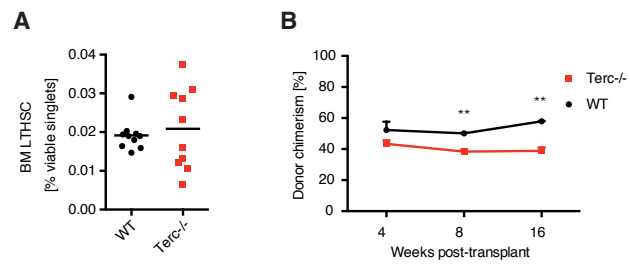 A
BM LTHSC
[% viable singlets]
0.04
0.03
0.02
0.01
0.00
WT
Terc-/-
B
Donor chimerism [%]
100
80
60
40
20
0
**
**
4
8
16
Weeks post-transplant
Terc-/-
WT